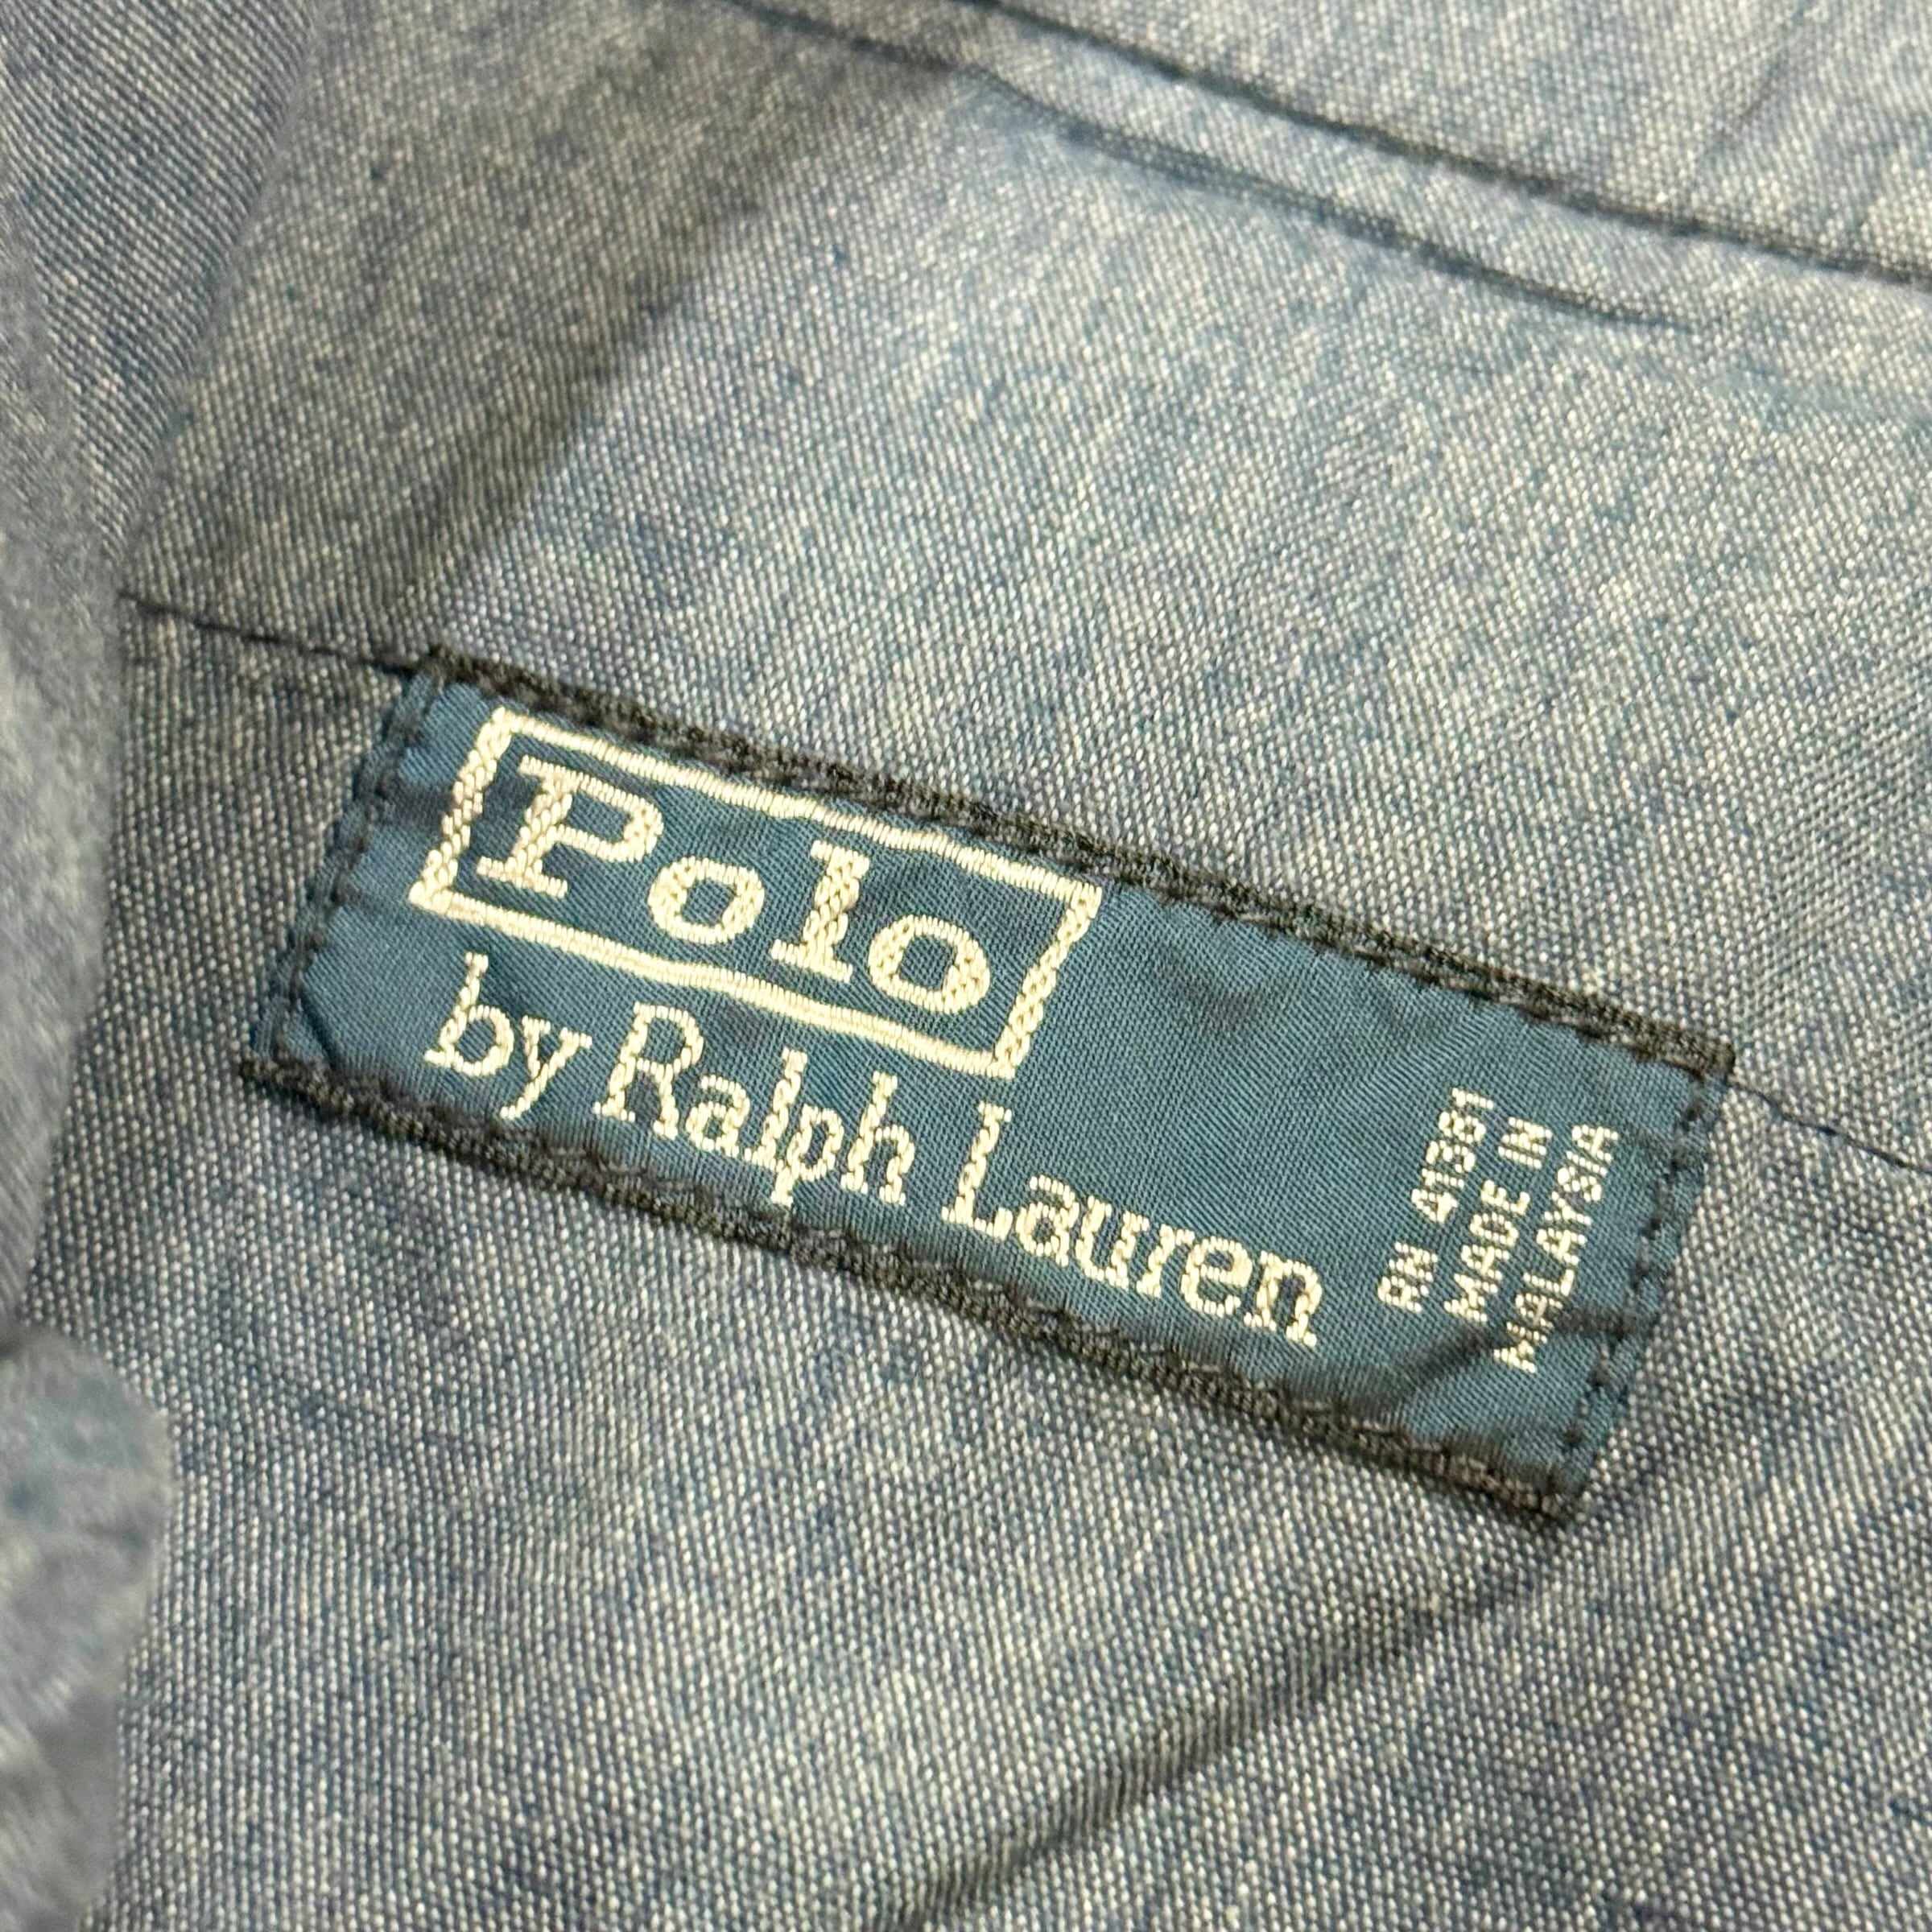 Polo
by Ralph Lauren
RN 41381
MADE IN
MALAYSIA